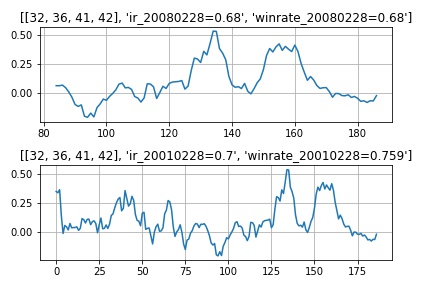 [[32, 36, 41, 42], 'ir_20080228=0.68', 'winrate_20080228=0.68']
0.50
0.25
0.00
80 100 120 140 160 180
[[32, 36, 41, 42], 'ir_20010228=0.7', 'winrate_20010228=0.759']
0.50
0.25
0.00
0 25 50 75 100 125 150 175